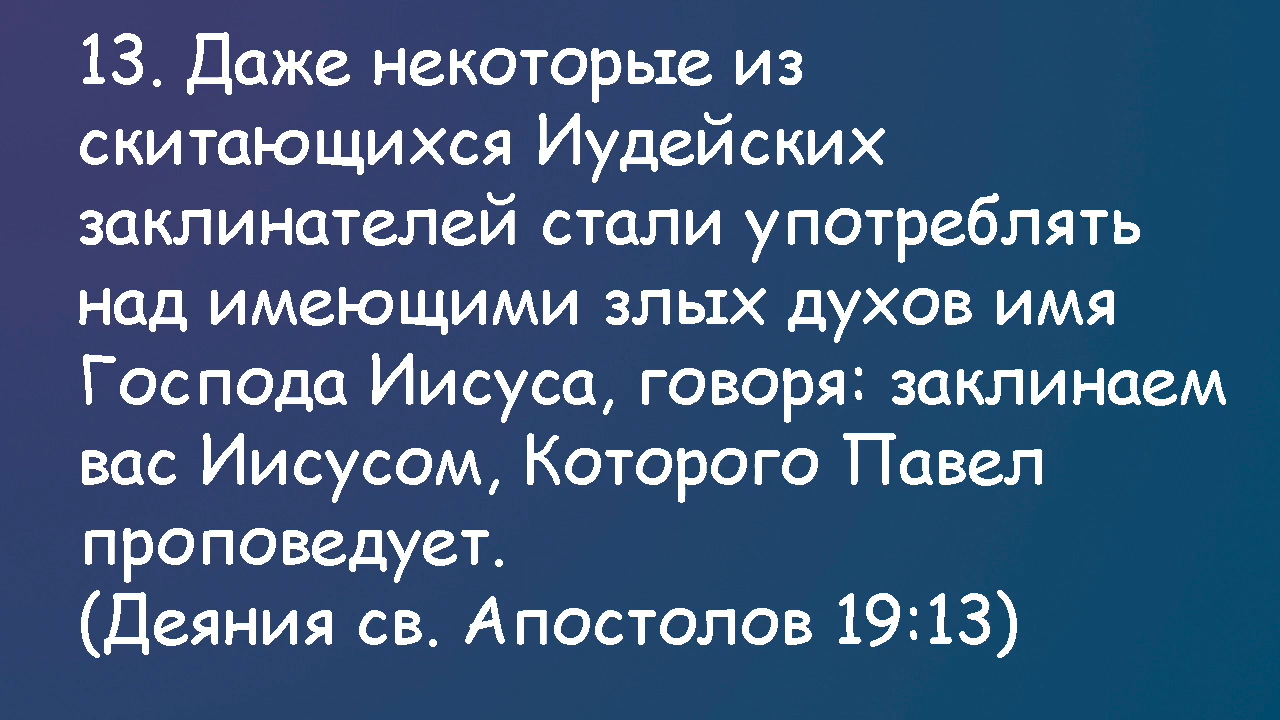 13. Даже некоторые из
скитающихся Иудейских
заклинателей стали употреблять
над имеющими злых духов имя
Господа Иисуса, говоря: заклинаем
вас Иисусом, Которого Павел
проповедует.
(Деяния св. Апостолов 19:13)